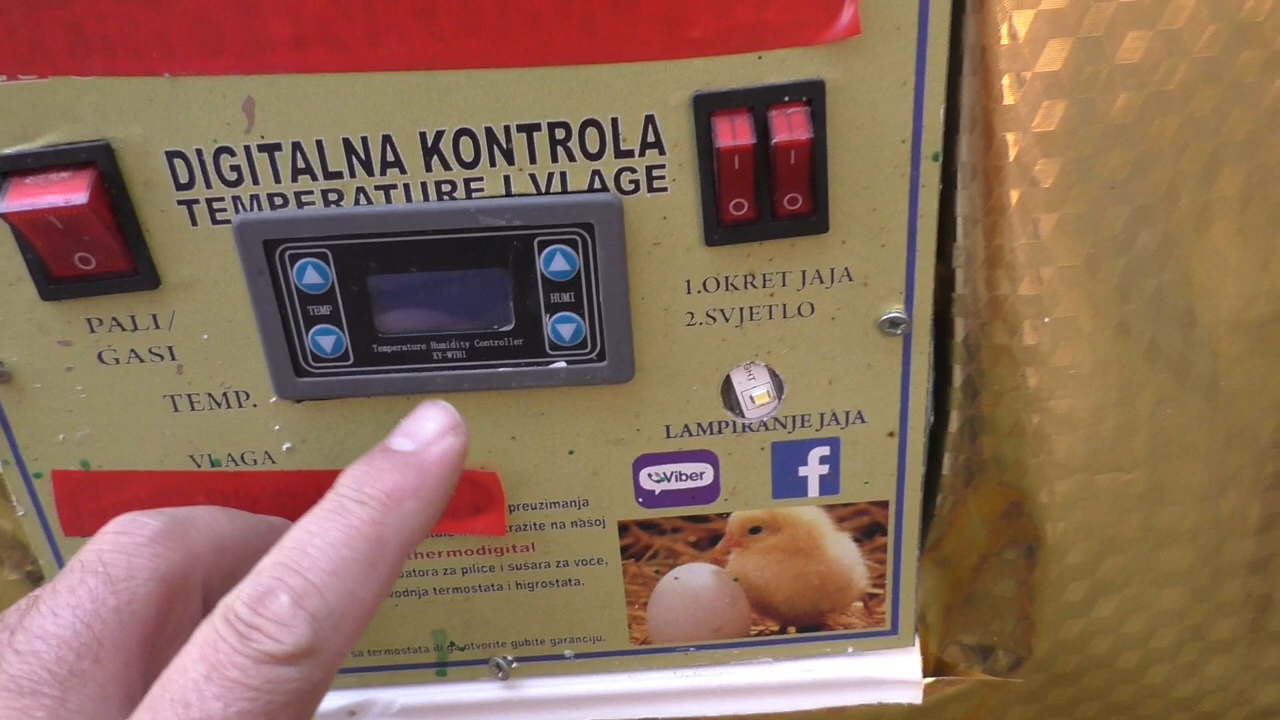 DIGITALNA KONTROLA
TEMPERATURE I VLAGE
PALI/
GASI
TEMP.
VLAGA
TEMP
HUMI
Temperature Humidity Controller
XY-WTH1
1.OKRET JAJA
2.SVJETLO
LAMPIRANJE JAJA
Viber
f
preuzimanja
tražite na našoj
thermodigital
za pilice i sušara za voće,
termostata i higrostata.
sa termostata ili ga otvorite gubite garanciju.